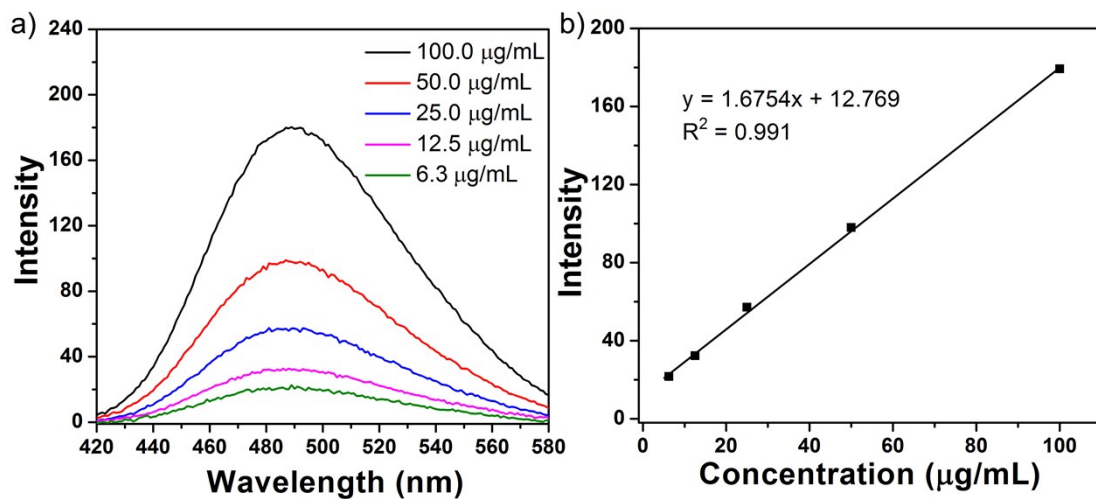 a)
240
200
160
120
80
40
0
Intensity
100.0 μg/mL
50.0 μg/mL
25.0 μg/mL
12.5 μg/mL
6.3 μg/mL
420 440 460 480 500 520 540 560 580
Wavelength (nm)
b)
200
160
120
80
40
0
Intensity
y = 1.6754x + 12.769
R² = 0.991
0 20 40 60 80 100
Concentration (μg/mL)